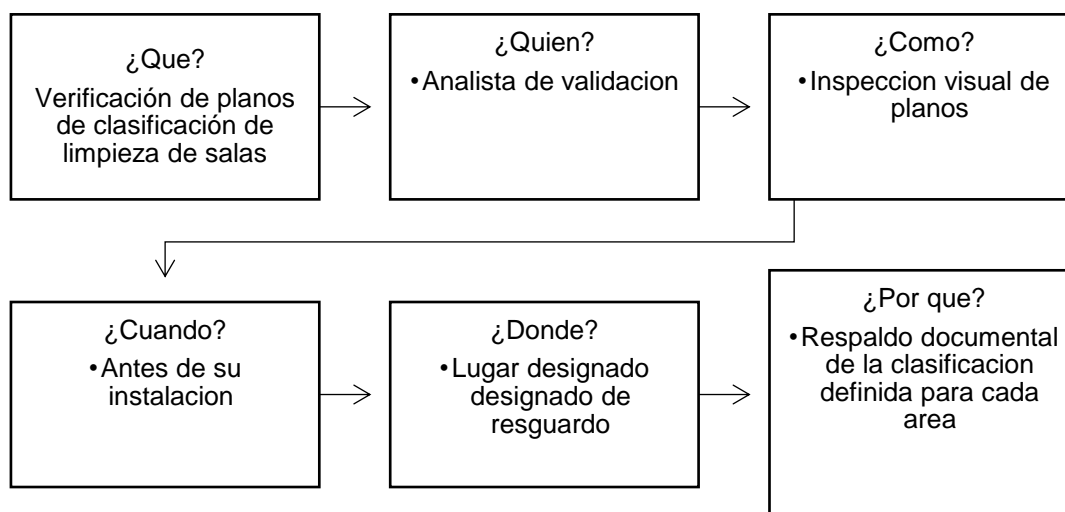 ¿Que?
Verificación de planos
de clasificación de
limpieza de salas
¿Quien?
•Analista de validacion
¿Como?
•Inspeccion visual de
planos
¿Cuando?
•Antes de su
instalacion
¿Donde?
•Lugar designado
designado de
resguardo
¿Por que?
•Respaldo documental
de la clasificacion
definida para cada
area